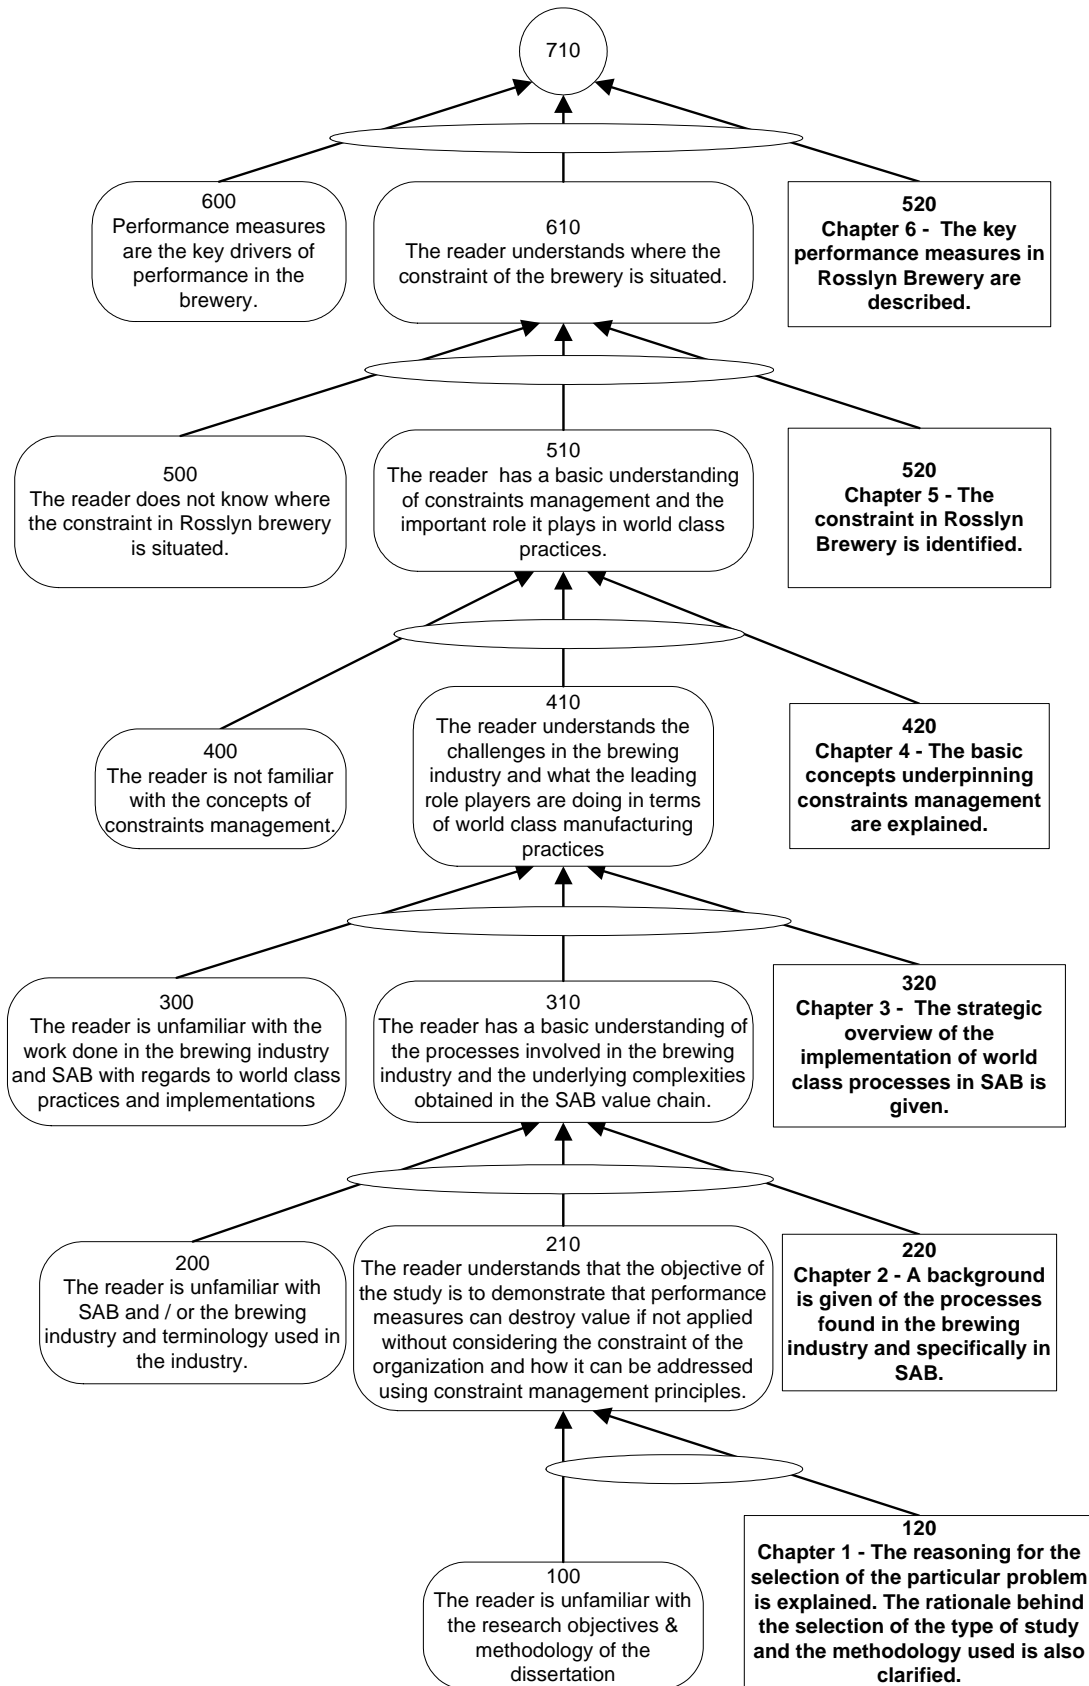 710
600
Performance measures
are the key drivers of
performance in the
brewery.
610
The reader understands where the
constraint of the brewery is situated.
520
Chapter 6 - The key
performance measures in
Rosslyn Brewery are
described.
500
The reader does not know where
the constraint in Rosslyn brewery
is situated.
510
The reader has a basic understanding
of constraints management and the
important role it plays in world class
practices.
520
Chapter 5 - The
constraint in Rosslyn
Brewery is identified.
400
The reader is not familiar
with the concepts of
constraints management.
410
The reader understands the
challenges in the brewing
industry and what the leading
role players are doing in terms
of world class manufacturing
practices
420
Chapter 4 - The basic
concepts underpinning
constraints management
are explained.
300
The reader is unfamiliar with the
work done in the brewing industry
and SAB with regards to world class
practices and implementations
310
The reader has a basic understanding of
the processes involved in the brewing
industry and the underlying complexities
obtained in the SAB value chain.
320
Chapter 3 - The strategic
overview of the
implementation of world
class processes in SAB is
given.
200
The reader is unfamiliar with
SAB and / or the brewing
industry and terminology used in
the industry.
210
The reader understands that the objective of
the study is to demonstrate that performance
measures can destroy value if not applied
without considering the constraint of the
organization and how it can be addressed
using constraint management principles.
220
Chapter 2 - A background
is given of the processes
found in the brewing
industry and specifically in
SAB.
100
The reader is unfamiliar with
the research objectives &
methodology of the
dissertation
120
Chapter 1 - The reasoning for the
selection of the particular problem
is explained. The rationale behind
the selection of the type of study
and the methodology used is also
clarified.